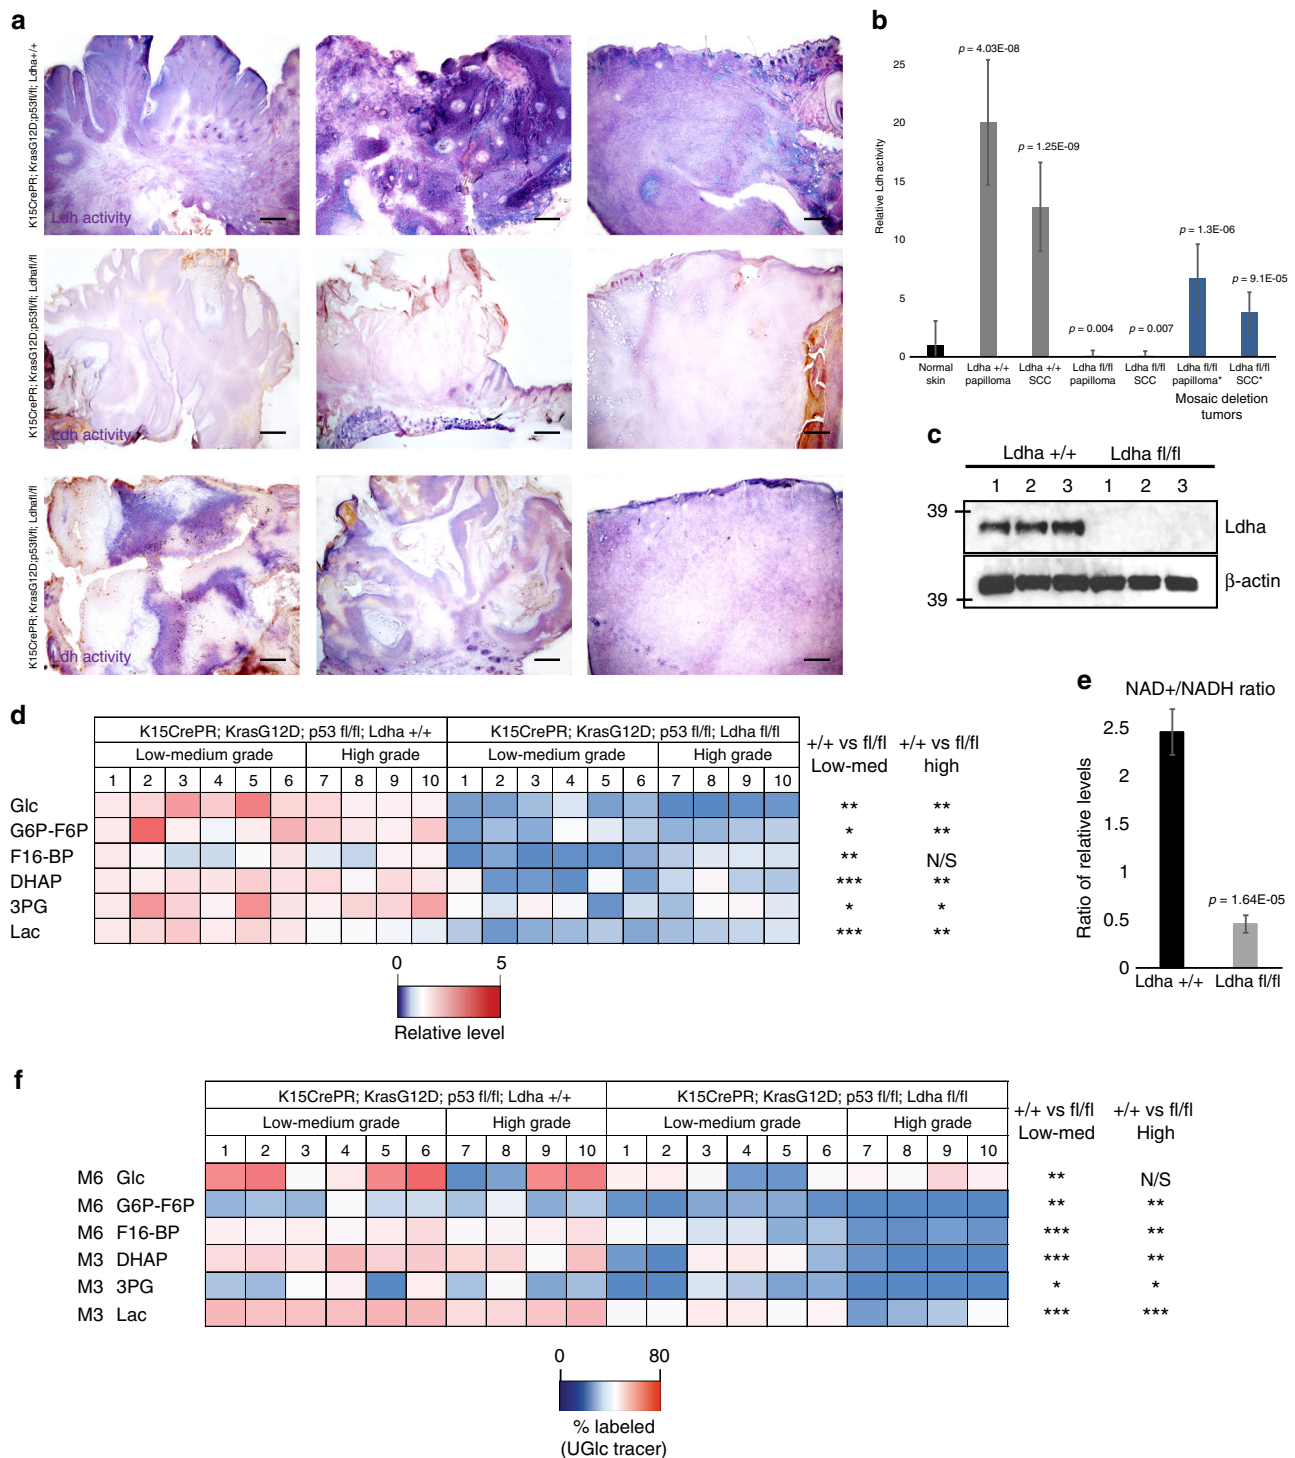 a
K15CrePR; KrasG12D;p53fl/fl; Ldha+/+
Ldh activity
K15CrePR; KrasG12D;p53fl/fl; Ldhafl/fl
Ldh activity
K15CrePR; KrasG12D;p53fl/fl; Ldhafl/fl
Ldh activity
b
Relative Ldh activity
25
20
15
10
5
0
p = 4.03E-08
p = 1.25E-09
p = 0.004
p = 0.007
p = 1.3E-06
p = 9.1E-05
Normal skin
Ldha +/+ papilloma
Ldha +/+ SCC
Ldha fl/fl papilloma
Ldha fl/fl SCC
Ldha fl/fl papilloma*
Ldha fl/fl SCC*
Mosaic deletion
tumors
c
Ldha +/+ Ldha fl/fl
1 2 3 1 2 3
39
Ldha
β-actin
39
d
K15CrePR; KrasG12D; p53 fl/fl; Ldha +/+ K15CrePR; KrasG12D; p53 fl/fl; Ldha fl/fl
Low-medium grade High grade Low-medium grade High grade
+/+ vs fl/fl Low-med
+/+ vs fl/fl high
1 2 3 4 5 6 7 8 9 10 1 2 3 4 5 6 7 8 9 10
Glc ** **
G6P-F6P * **
F16-BP ** N/S
DHAP *** **
3PG * *
Lac *** **
0 5
Relative level
e
NAD+/NADH ratio
Ratio of relative levels
2.5
2
1.5
1
0.5
0
p = 1.64E-05
Ldha +/+ Ldha fl/fl
f
K15CrePR; KrasG12D; p53 fl/fl; Ldha +/+ K15CrePR; KrasG12D; p53 fl/fl; Ldha fl/fl
Low-medium grade High grade Low-medium grade High grade
+/+ vs fl/fl Low-med
+/+ vs fl/fl High
1 2 3 4 5 6 7 8 9 10 1 2 3 4 5 6 7 8 9 10
M6 Glc ** N/S
M6 G6P-F6P ** **
M6 F16-BP *** **
M3 DHAP *** **
M3 3PG * *
M3 Lac *** ***
0 80
% labeled
(UGlc tracer)